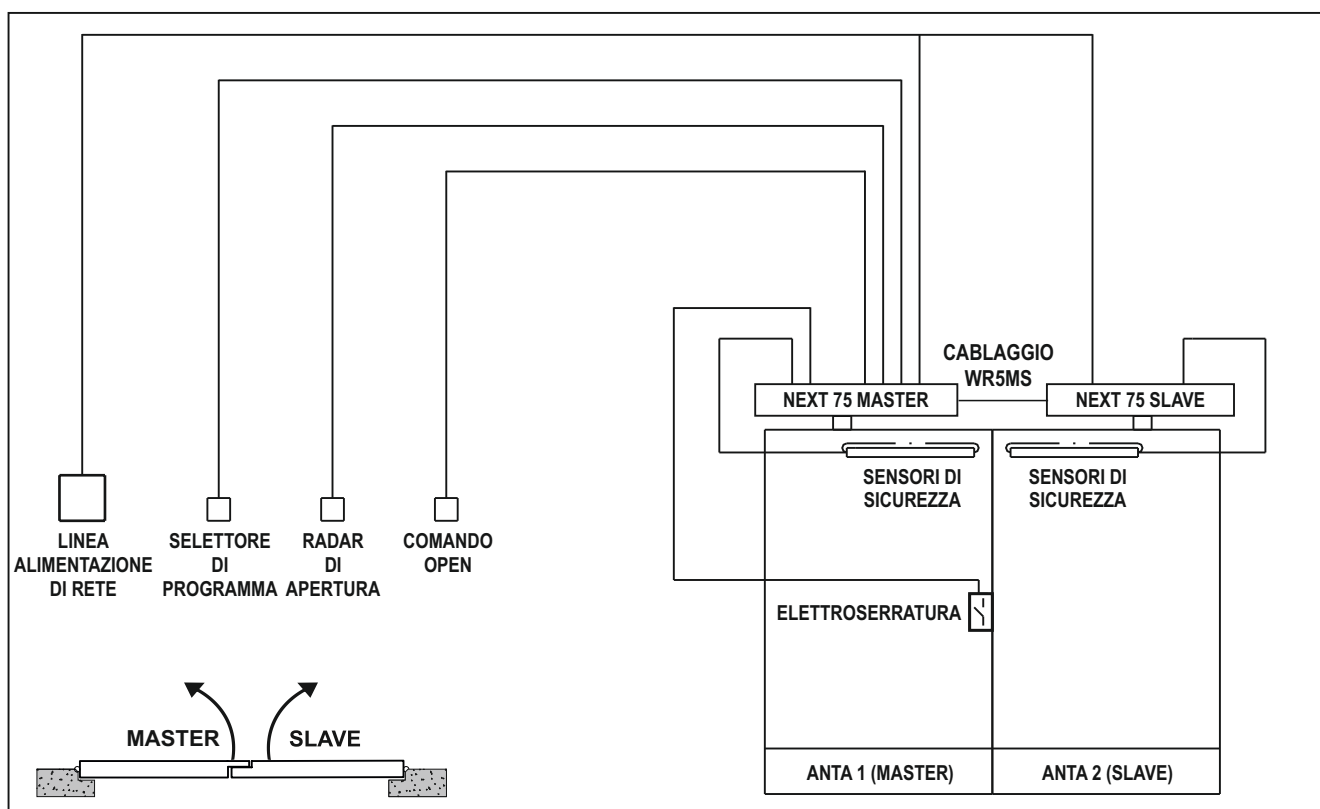 CABLAGGIO
WR5MS
NEXT 75 MASTER
NEXT 75 SLAVE
SENSORI DI
SICUREZZA
SENSORI DI
SICUREZZA
LINEA
ALIMENTAZIONE
DI RETE
SELETTORE
DI
PROGRAMMA
RADAR
DI
APERTURA
COMANDO
OPEN
ELETTROSERRATURA
MASTER
SLAVE
ANTA 1 (MASTER)
ANTA 2 (SLAVE)